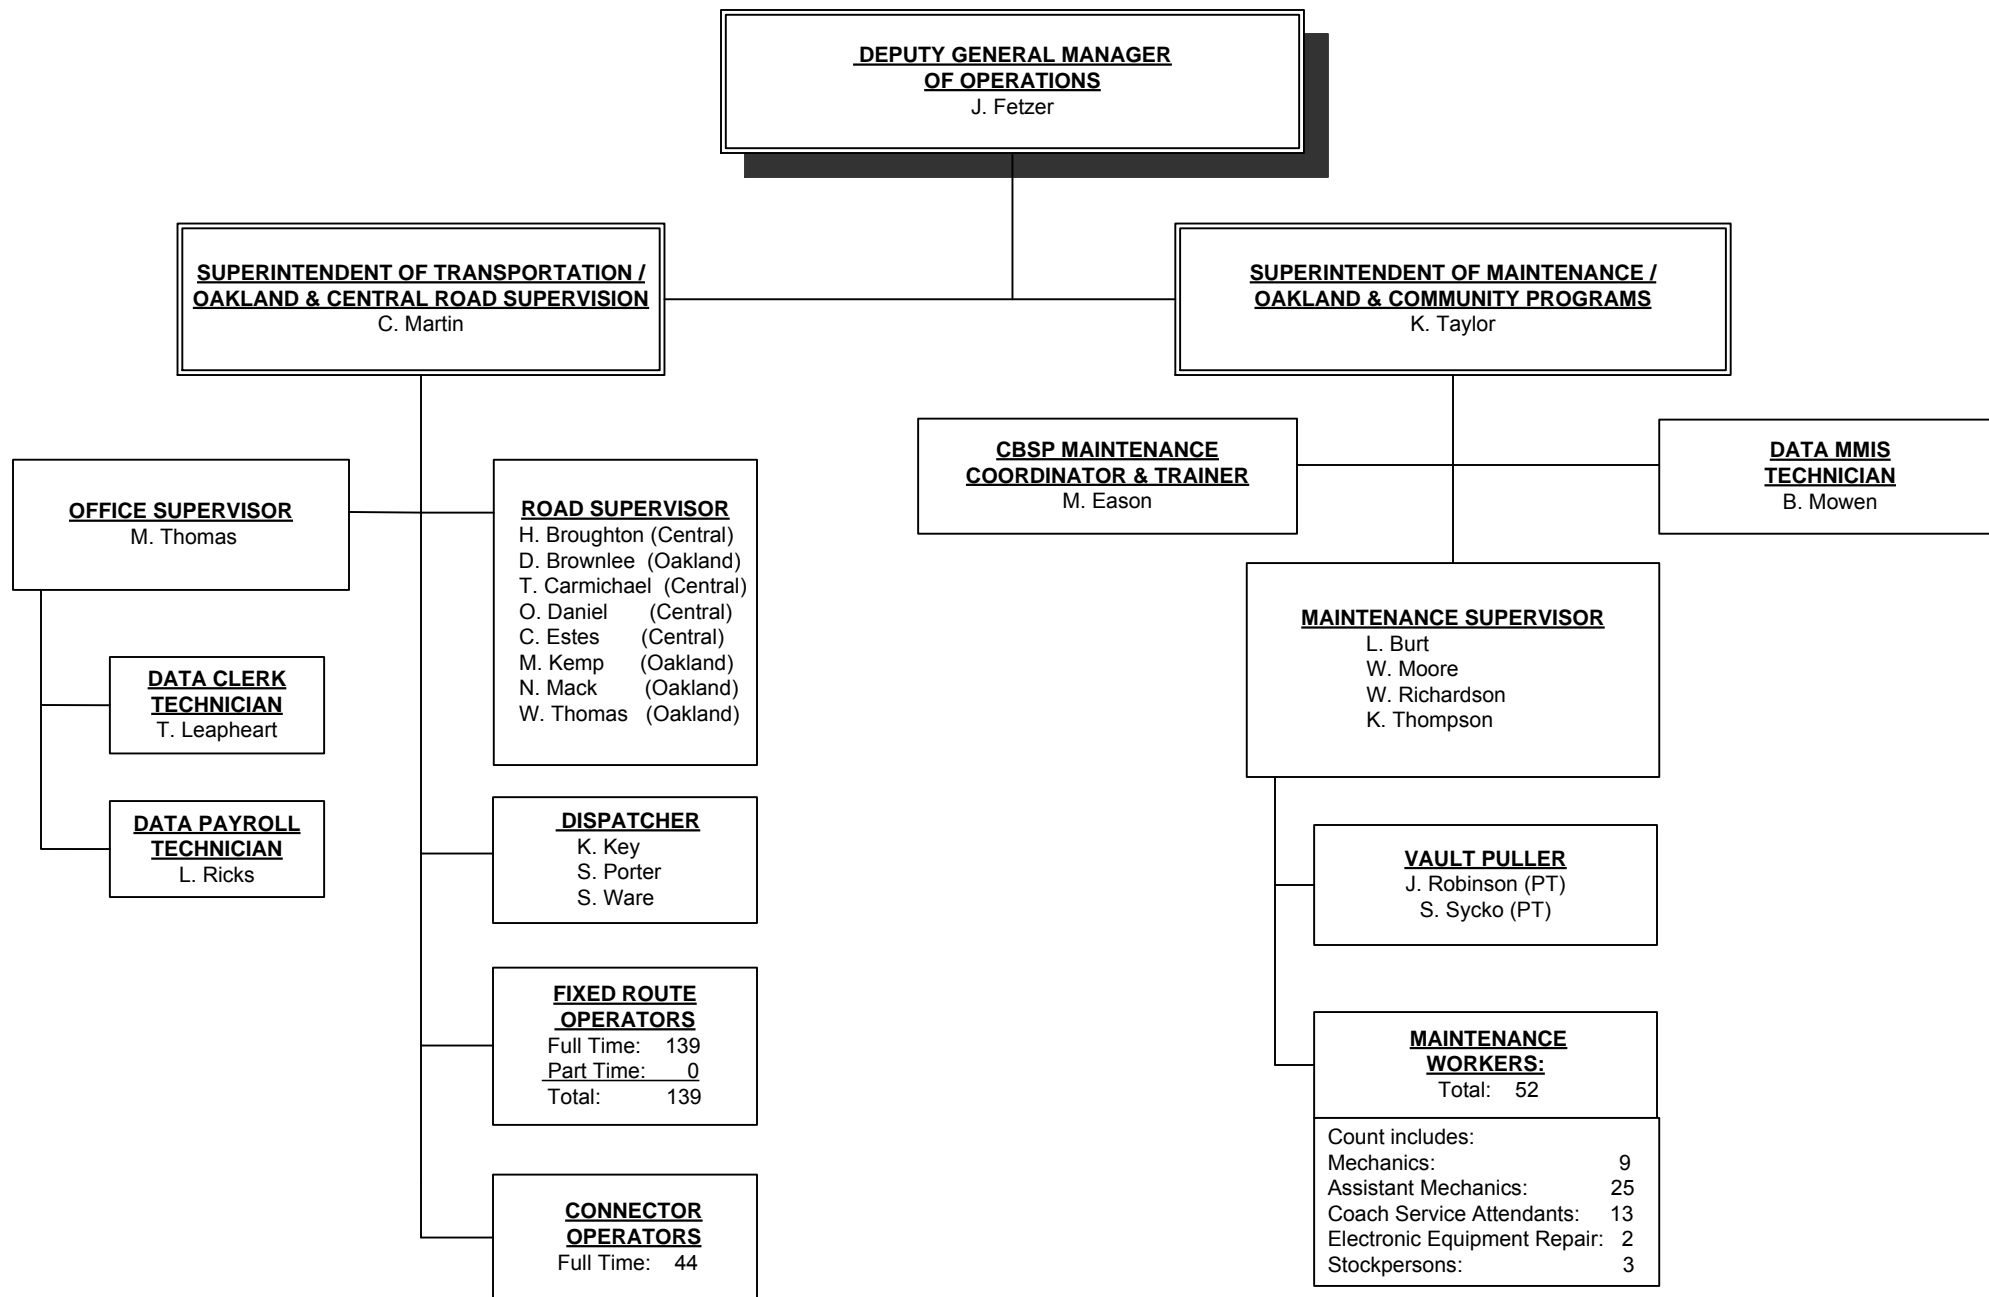 DEPUTY GENERAL MANAGER
OF OPERATIONS
J. Fetzer
SUPERINTENDENT OF TRANSPORTATION /
OAKLAND & CENTRAL ROAD SUPERVISION
C. Martin
SUPERINTENDENT OF MAINTENANCE /
OAKLAND & COMMUNITY PROGRAMS
K. Taylor
OFFICE SUPERVISOR
M. Thomas
DATA CLERK
TECHNICIAN
T. Leapheart
DATA PAYROLL
TECHNICIAN
L. Ricks
ROAD SUPERVISOR
H. Broughton (Central)
D. Brownlee (Oakland)
T. Carmichael (Central)
O. Daniel (Central)
C. Estes (Central)
M. Kemp (Oakland)
N. Mack (Oakland)
W. Thomas (Oakland)
DISPATCHER
K. Key
S. Porter
S. Ware
FIXED ROUTE
OPERATORS
Full Time: 139
Part Time: 0
Total: 139
CONNECTOR
OPERATORS
Full Time: 44
CBSP MAINTENANCE
COORDINATOR & TRAINER
M. Eason
DATA MMIS
TECHNICIAN
B. Mowen
MAINTENANCE SUPERVISOR
L. Burt
W. Moore
W. Richardson
K. Thompson
VAULT PULLER
J. Robinson (PT)
S. Sycko (PT)
MAINTENANCE
WORKERS:
Total: 52
Count includes:
Mechanics: 9
Assistant Mechanics: 25
Coach Service Attendants: 13
Electronic Equipment Repair: 2
Stockpersons: 3